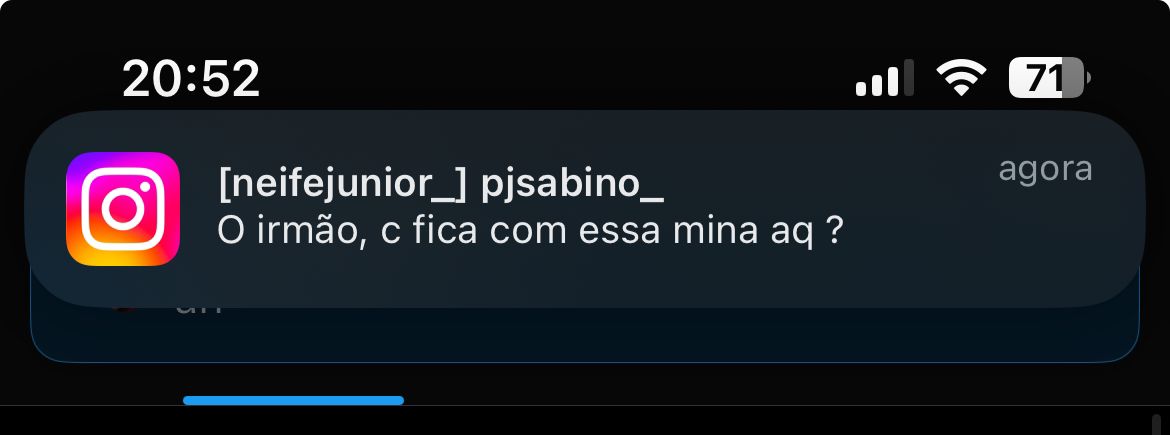 20:52
71
[neifejunior_] pjsabino_
agora
O irmão, c fica com essa mina aq ?